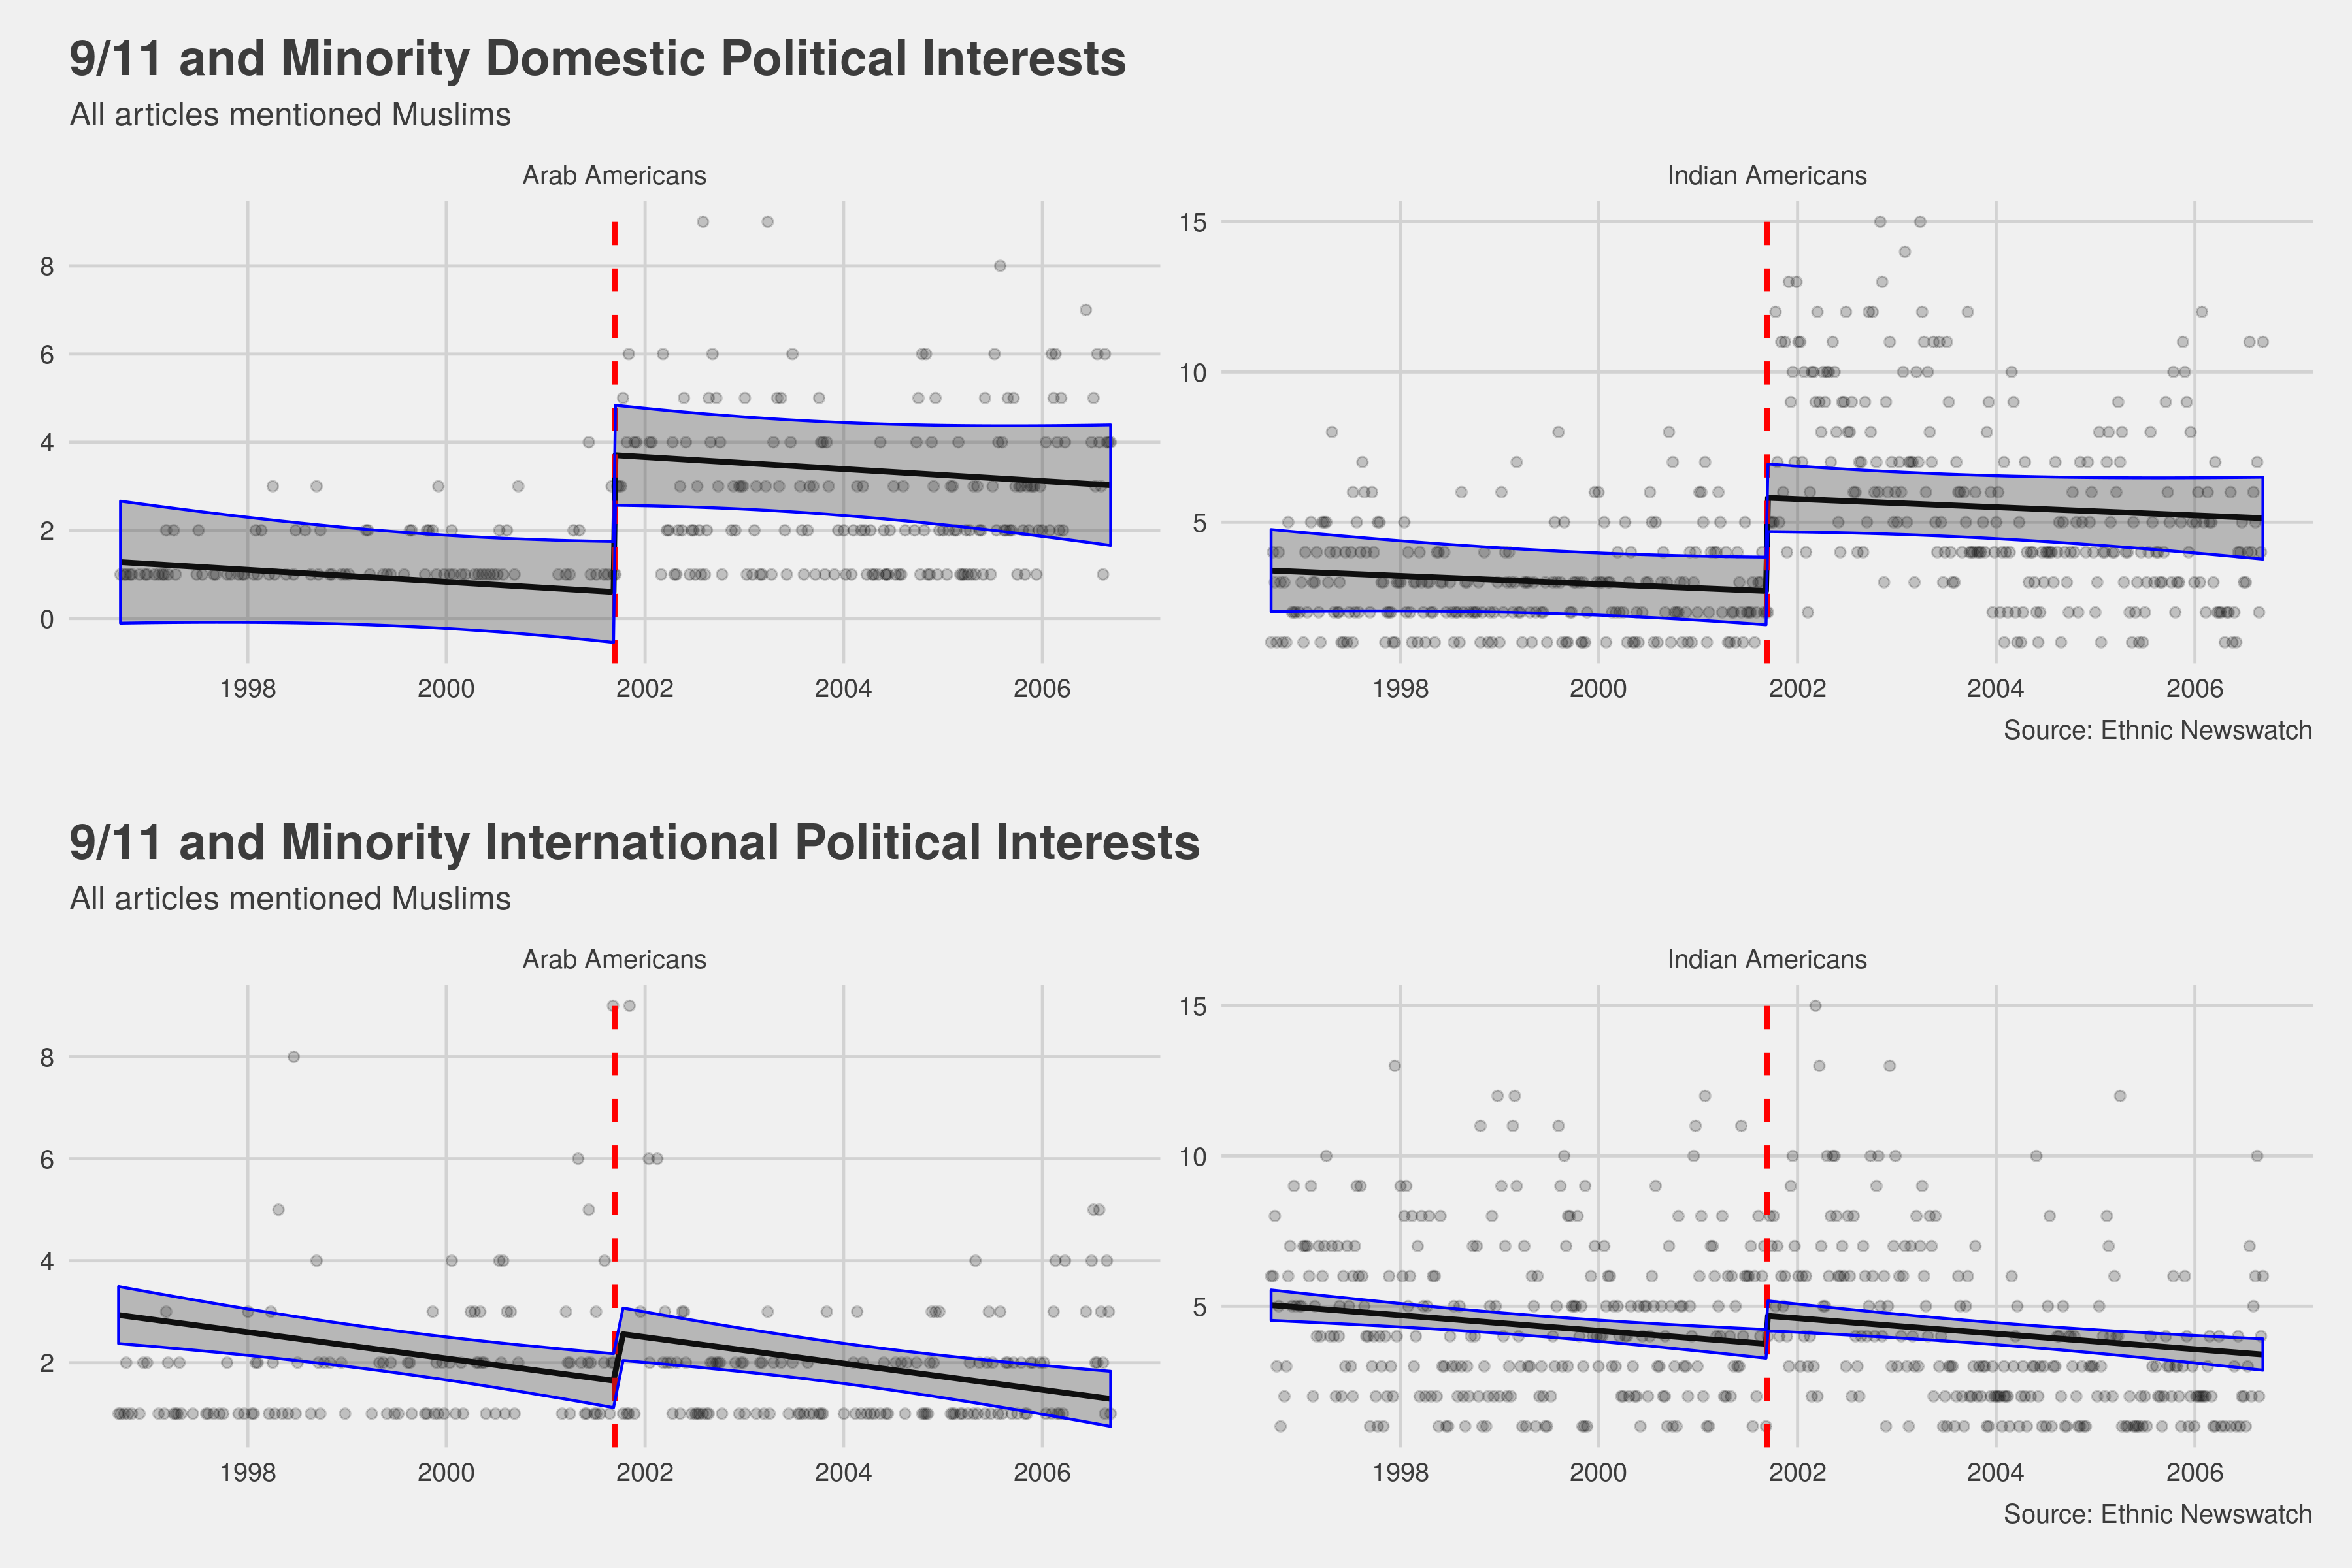 9/11 and Minority Domestic Political Interests
All articles mentioned Muslims
Arab Americans
Indian Americans
8
6
4
2
0
15
10
5
1998 2000 2002 2004 2006
1998 2000 2002 2004 2006
Source: Ethnic Newswatch
9/11 and Minority International Political Interests
All articles mentioned Muslims
Arab Americans
Indian Americans
8
6
4
2
15
10
5
1998 2000 2002 2004 2006
1998 2000 2002 2004 2006
Source: Ethnic Newswatch